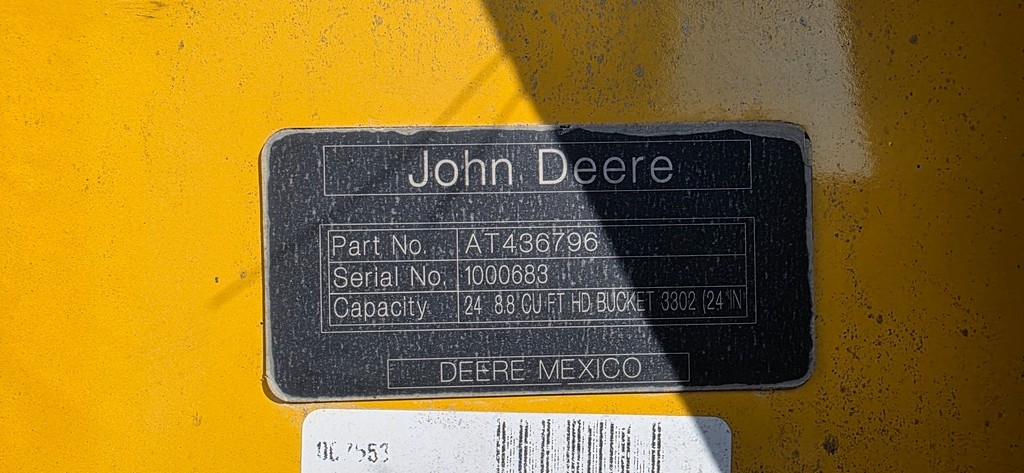 John Deere
Part No. AT436796
Serial No. 1000683
Capacity 24 8.8 CU FT HD, BUCKET 3302 (24 IN
DEERE MEXICO